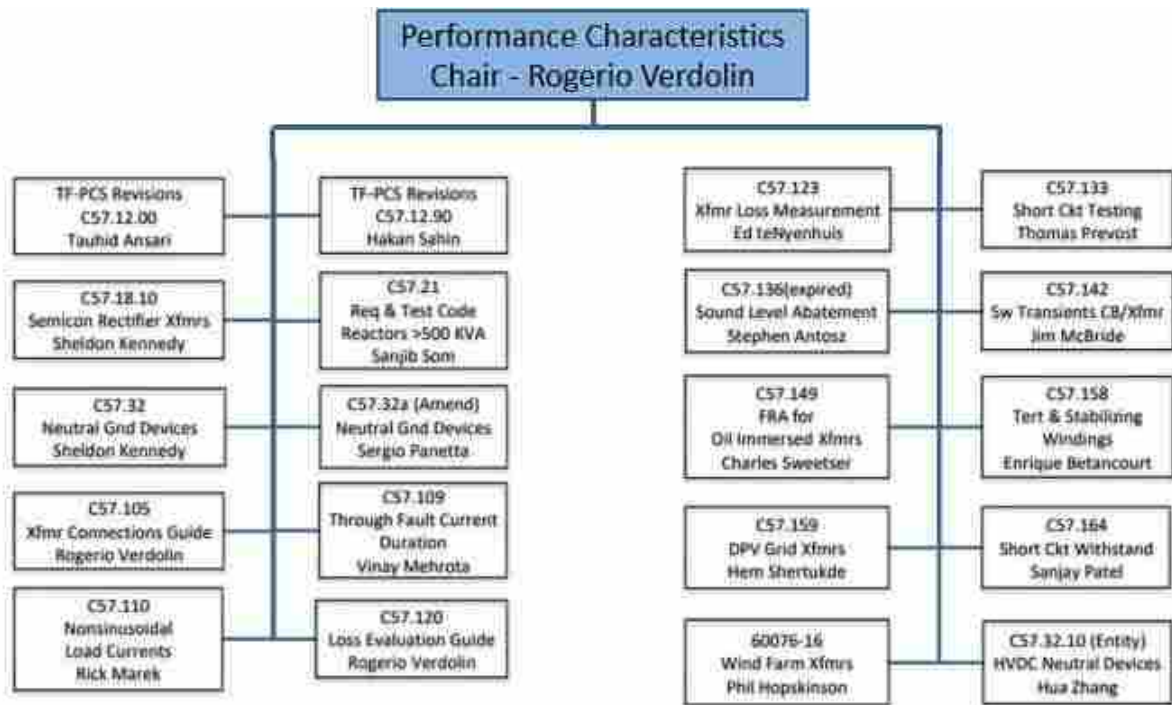 Performance Characteristics
Chair - Rogerio Verdolin
TF-PCS Revisions
C57.12.00
Tauhid Ansari
TF-PCS Revisions
C57.12.90
Hakan Sahin
C57.18.10
Semicon Rectifier Xfmrs
Sheldon Kennedy
C57.21
Req & Test Code
Reactors >500 KVA
Sanjib Som
C57.32
Neutral Gnd Devices
Sheldon Kennedy
C57.32a (Amend)
Neutral Gnd Devices
Sergio Panetta
C57.105
Xfmr Connections Guide
Rogerio Verdolin
C57.109
Through Fault Current
Duration
Vinay Mehrota
C57.110
Nonsinusoidal
Load Currents
Rick Marek
C57.120
Loss Evaluation Guide
Rogerio Verdolin
C57.123
Xfmr Loss Measurement
Ed teNyenhuis
C57.133
Short Ckt Testing
Thomas Prevost
C57.136(expired)
Sound Level Abatement
Stephen Antosz
C57.142
Sw Transients CB/Xfmr
Jim McBride
C57.149
FRA for
Oil Immersed Xfmrs
Charles Sweetser
C57.158
Tert & Stabilizing
Windings
Enrique Betancourt
C57.159
DPV Grid Xfmrs
Hem Shertukde
C57.164
Short Ckt Withstand
Sanjay Patel
60076-16
Wind Farm Xfmrs
Phil Hopskinson
C57.32.10 (Entity)
HVDC Neutral Devices
Hua Zhang